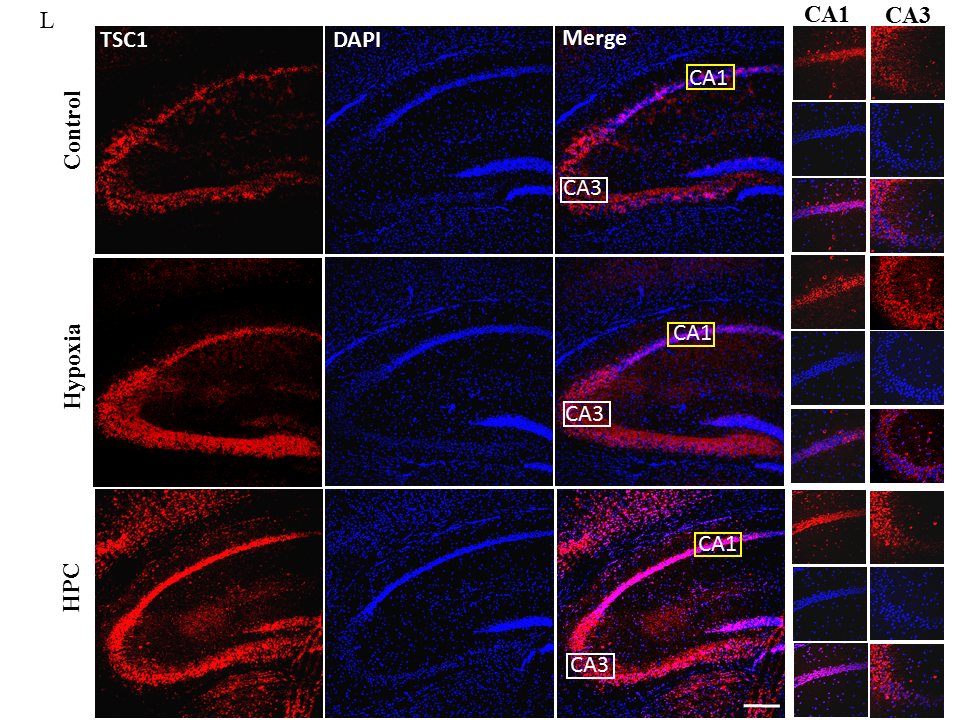 L
CA1 CA3
TSC1 DAPI Merge
Control
CA1
CA3
Hypoxia
CA1
CA3
HPC
CA1
CA3